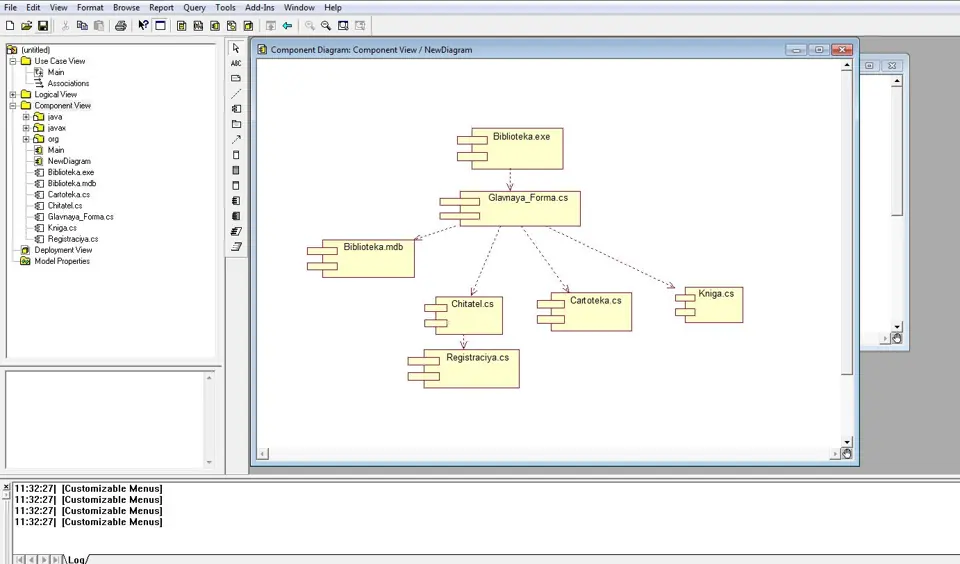 File Edit View Format Browse Report Query Tools Add-Ins Window Help
(untitled)
Use Case View
Main
Associations
Logical View
Component View
java
javax
org
Main
NewDiagram
Biblioteka.exe
Biblioteka.mdb
Cartoteka.cs
Chitatel.cs
Glavnaya_Forma.cs
Kniga.cs
Registraciya.cs
Deployment View
Model Properties
ABC
Component Diagram: Component View / NewDiagram
Biblioteka.exe
Glavnaya_Forma.cs
Biblioteka.mdb
Chitatel.cs
Cartoteka.cs
Kniga.cs
Registraciya.cs
11:32:27| [Customizable Menus]
11:32:27| [Customizable Menus]
11:32:27| [Customizable Menus]
11:32:27| [Customizable Menus]
Log